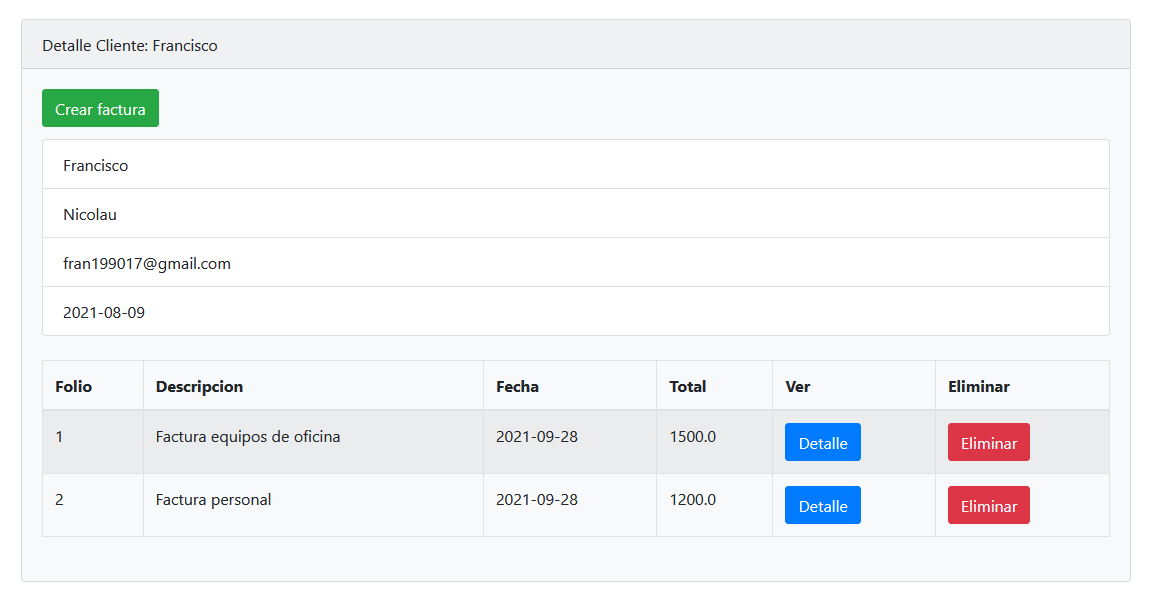 Detalle Cliente: Francisco
Crear factura
Francisco
Nicolau
fran199017@gmail.com
2021-08-09
Folio Descripcion Fecha Total Ver Eliminar
1 Factura equipos de oficina 2021-09-28 1500.0 Detalle Eliminar
2 Factura personal 2021-09-28 1200.0 Detalle Eliminar